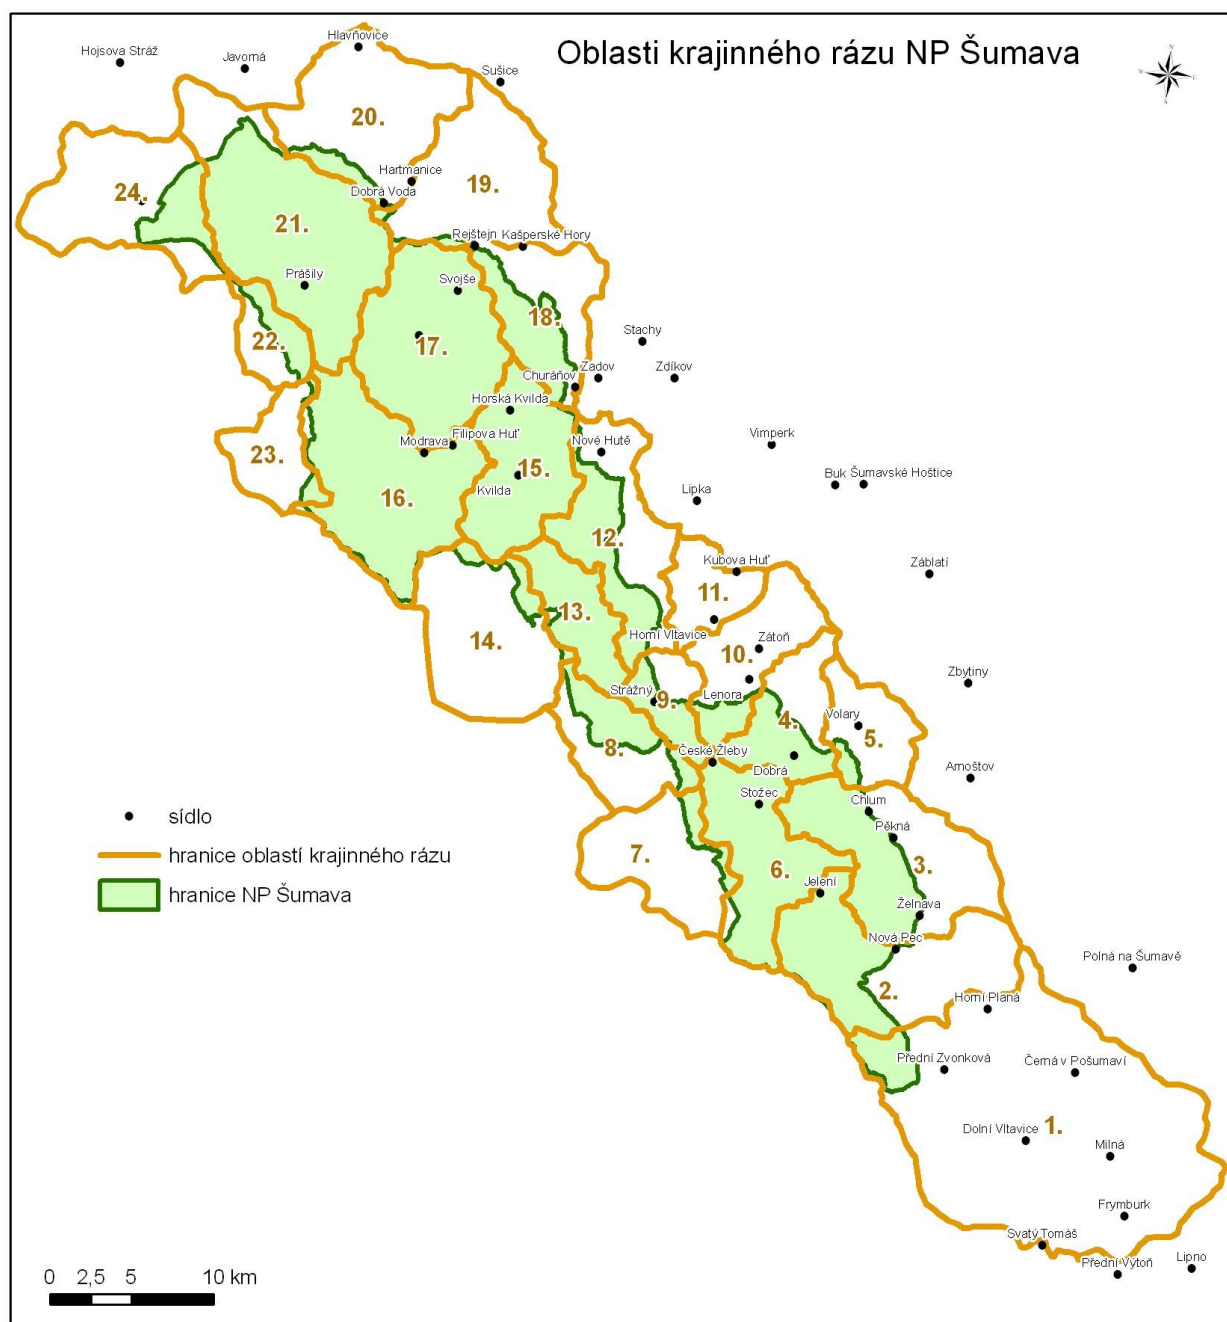 Oblasti krajinného rázu NP Šumava
N
W
E
S
Hlavňovice
Hojsova Stráž
Javorná
Sušice
20.
Hartmanice
24.
19.
Dobrá Voda
21.
Rejštejn
Kašperské Hory
Prášily
Svojše
18.
Stachy
22.
17.
Zadov
Zdíkov
Churáňov
Horská Kvilda
Filipova Huť
Modrava
Nové Hutě
Vimperk
23.
15.
Buk
Šumavské Hoštice
16.
Kvilda
Lipka
12.
Kubova Huť
Záblatí
11.
13.
14.
Horní Vltavice
Zátoň
10.
Zbytiny
Strážný
9.
Lenora
4.
Volary
5.
8.
České Žleby
Dobrá
Arnoštov
Stožec
Chlum
sídlo
Pěkná
hranice oblastí krajinného rázu
7.
6.
3.
hranice NP Šumava
Jelení
Želnava
Nová Pec
Polná na Šumavě
2.
Horní Planá
Přední Zvonková
Černá v Pošumaví
1.
Dolní Vltavice
Milná
Frymburk
Svatý Tomáš
Přední Výtoň
Lipno
0 2,5 5 10 km